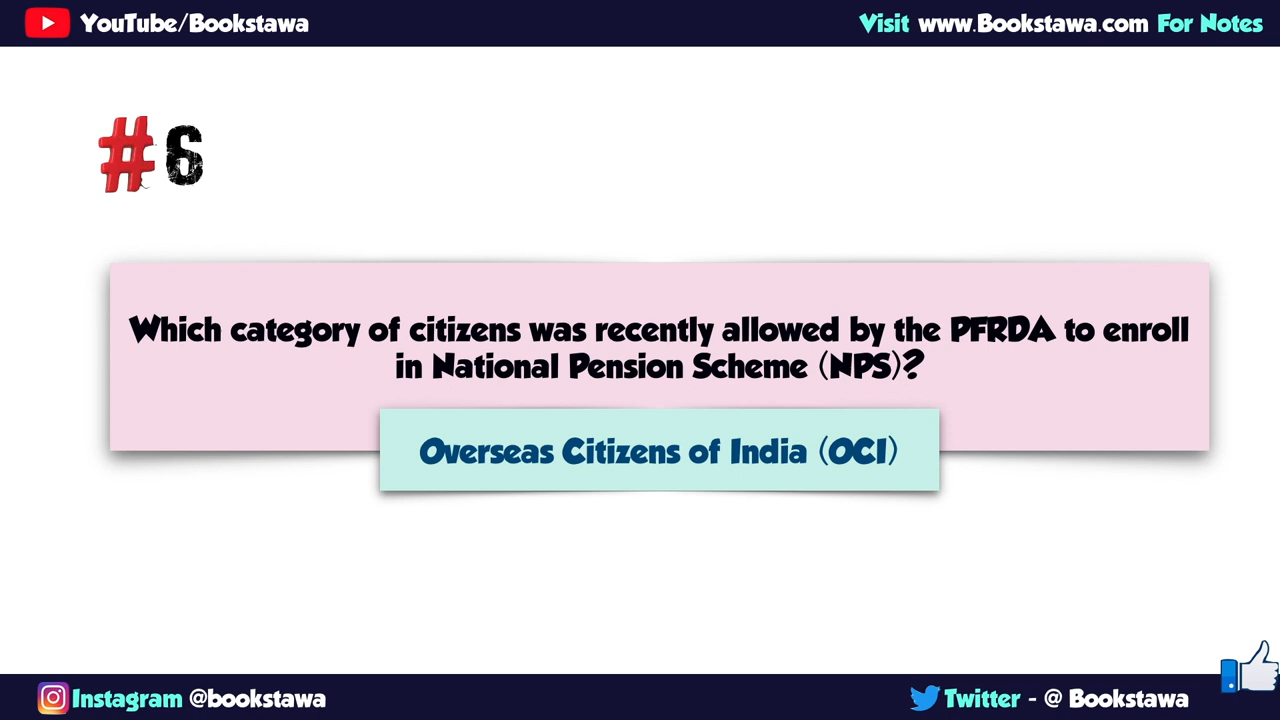 YouTube/Bookstawa
Visit www.Bookstawa.com For Notes
#6
Which category of citizens was recently allowed by the PFRDA to enroll
in National Pension Scheme (NPS)?
Overseas Citizens of India (OCI)
Instagram @bookstawa
Twitter - @ Bookstawa